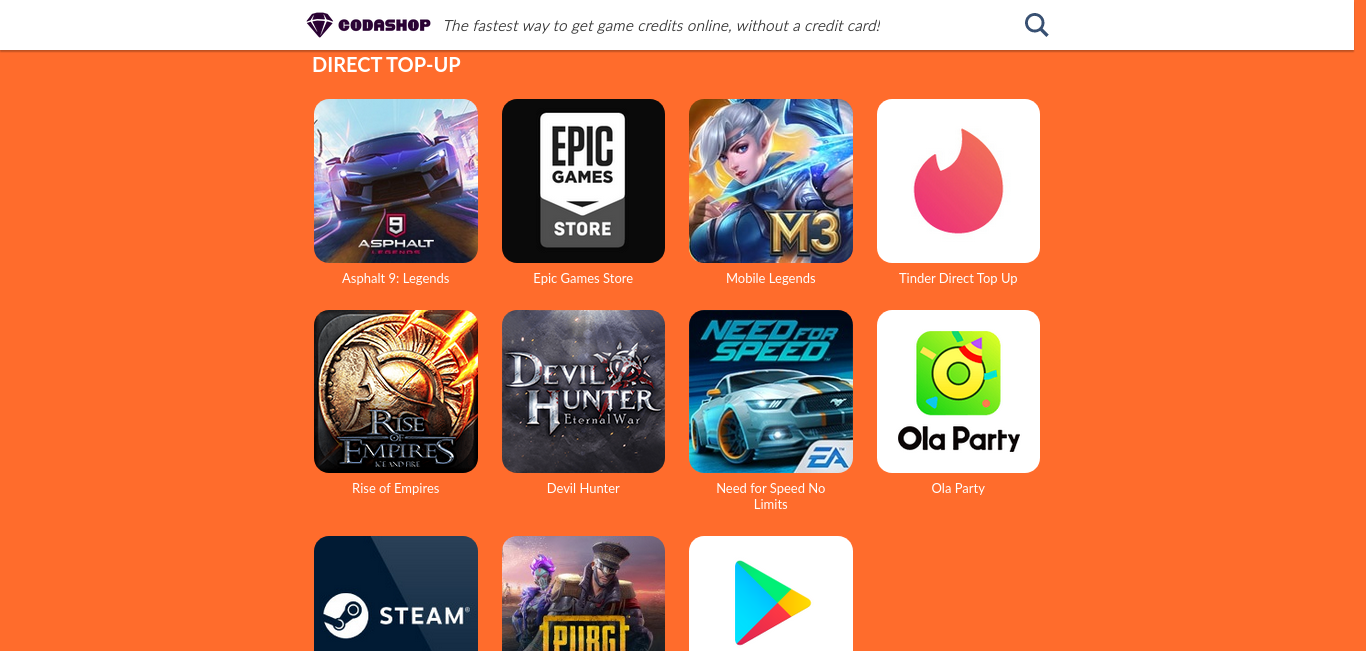 CODASHOP The fastest way to get game credits online, without a credit card!
DIRECT TOP-UP
9
ASPHALT
LEGENDS
EPIC
GAMES
STORE
M3
Asphalt 9: Legends
Epic Games Store
Mobile Legends
Tinder Direct Top Up
RISE
OF
EMPIRES
ICE AND FIRE
DEVIL
HUNTER
Eternal War
NEED FOR
SPEED
EA
Ola Party
Rise of Empires
Devil Hunter
Need for Speed No
Limits
Ola Party
STEAM®
PUBG